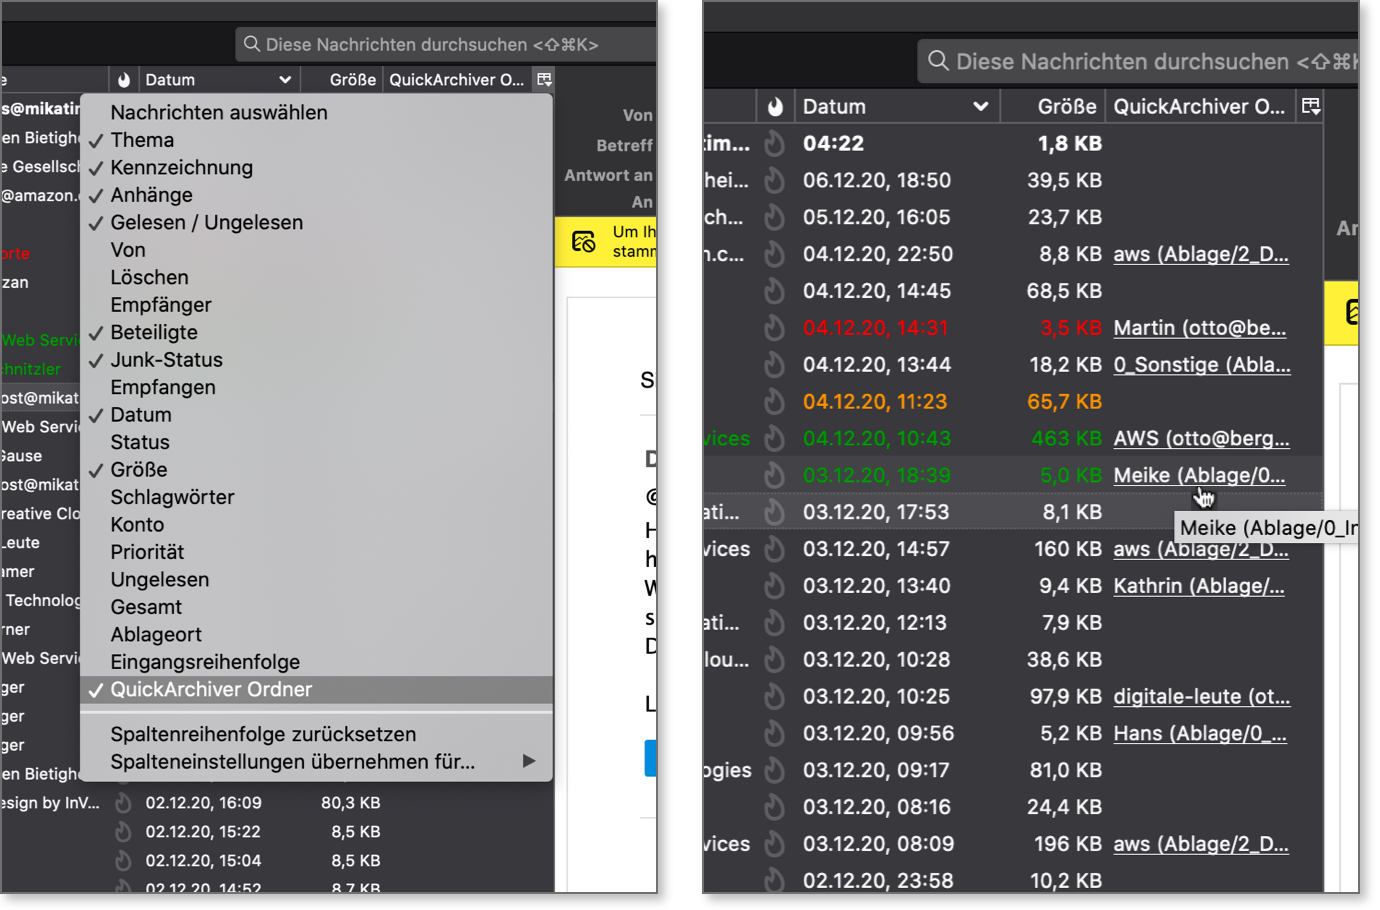 Diese Nachrichten durchsuchen <⇧⌘K>
e Datum Größe QuickArchiver O...
s@mikatin
en Bietigh
e Gesellsc
@amazon.
orte
zan
Web Servi
hnitzler
ost@mikat
Web Servi
Gause
ost@mikat
reative Clo
Leute
amer
Technolog
rner
Web Servi
ger
ger
ger
en Bietigh
esign by InV...
Nachrichten auswählen
✓ Thema
✓ Kennzeichnung
✓ Anhänge
✓ Gelesen / Ungelesen
Von
Löschen
Empfänger
✓ Beteiligte
✓ Junk-Status
Empfangen
✓ Datum
Status
✓ Größe
Schlagwörter
Konto
Priorität
Ungelesen
Gesamt
Ablageort
Eingangsreihenfolge
✓ QuickArchiver Ordner
Spaltenreihenfolge zurücksetzen
Spalteneinstellungen übernehmen für...
02.12.20, 16:09 80,3 KB
02.12.20, 15:22 8,5 KB
02.12.20, 15:04 8,5 KB
02.12.20, 14:52 8,7 KB
Von
Betreff
Antwort an
An
Um Ih
stamm
S
D
@
H
h
W
s
D
L
Diese Nachrichten durchsuchen <⇧⌘K
Datum Größe QuickArchiver O...
tim... 04:22 1,8 KB
hei... 06.12.20, 18:50 39,5 KB
ch... 05.12.20, 16:05 23,7 KB
n.c... 04.12.20, 22:50 8,8 KB aws (Ablage/2_D...
04.12.20, 14:45 68,5 KB
04.12.20, 14:31 3,5 KB Martin (otto@be...
04.12.20, 13:44 18,2 KB 0_Sonstige (Abla...
04.12.20, 11:23 65,7 KB
vices 04.12.20, 10:43 463 KB AWS (otto@berg...
03.12.20, 18:39 5,0 KB Meike (Ablage/0...
ati... 03.12.20, 17:53 8,1 KB
Meike (Ablage/0_In
vices 03.12.20, 14:57 160 KB aws (Ablage/2_D...
03.12.20, 13:40 9,4 KB Kathrin (Ablage/...
ati... 03.12.20, 12:13 7,9 KB
lou... 03.12.20, 10:28 38,6 KB
03.12.20, 10:25 97,9 KB digitale-leute (ot...
03.12.20, 09:56 5,2 KB Hans (Ablage/0_...
ogies 03.12.20, 09:17 81,0 KB
03.12.20, 08:16 24,4 KB
vices 03.12.20, 08:09 196 KB aws (Ablage/2_D...
02.12.20, 23:58 10,2 KB
An